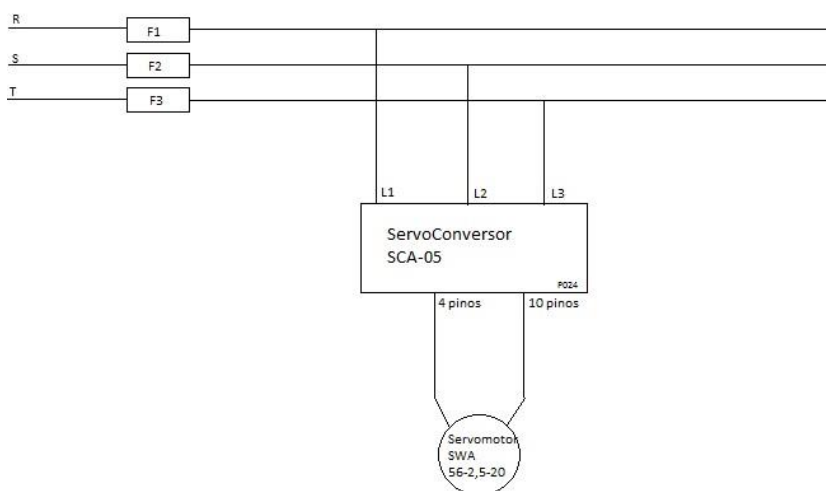 R
F1
S
F2
T
F3
L1
L2
L3
ServoConversor
SCA-05
P024
4 pinos
10 pinos
Servomotor
SWA
56-2,5-20